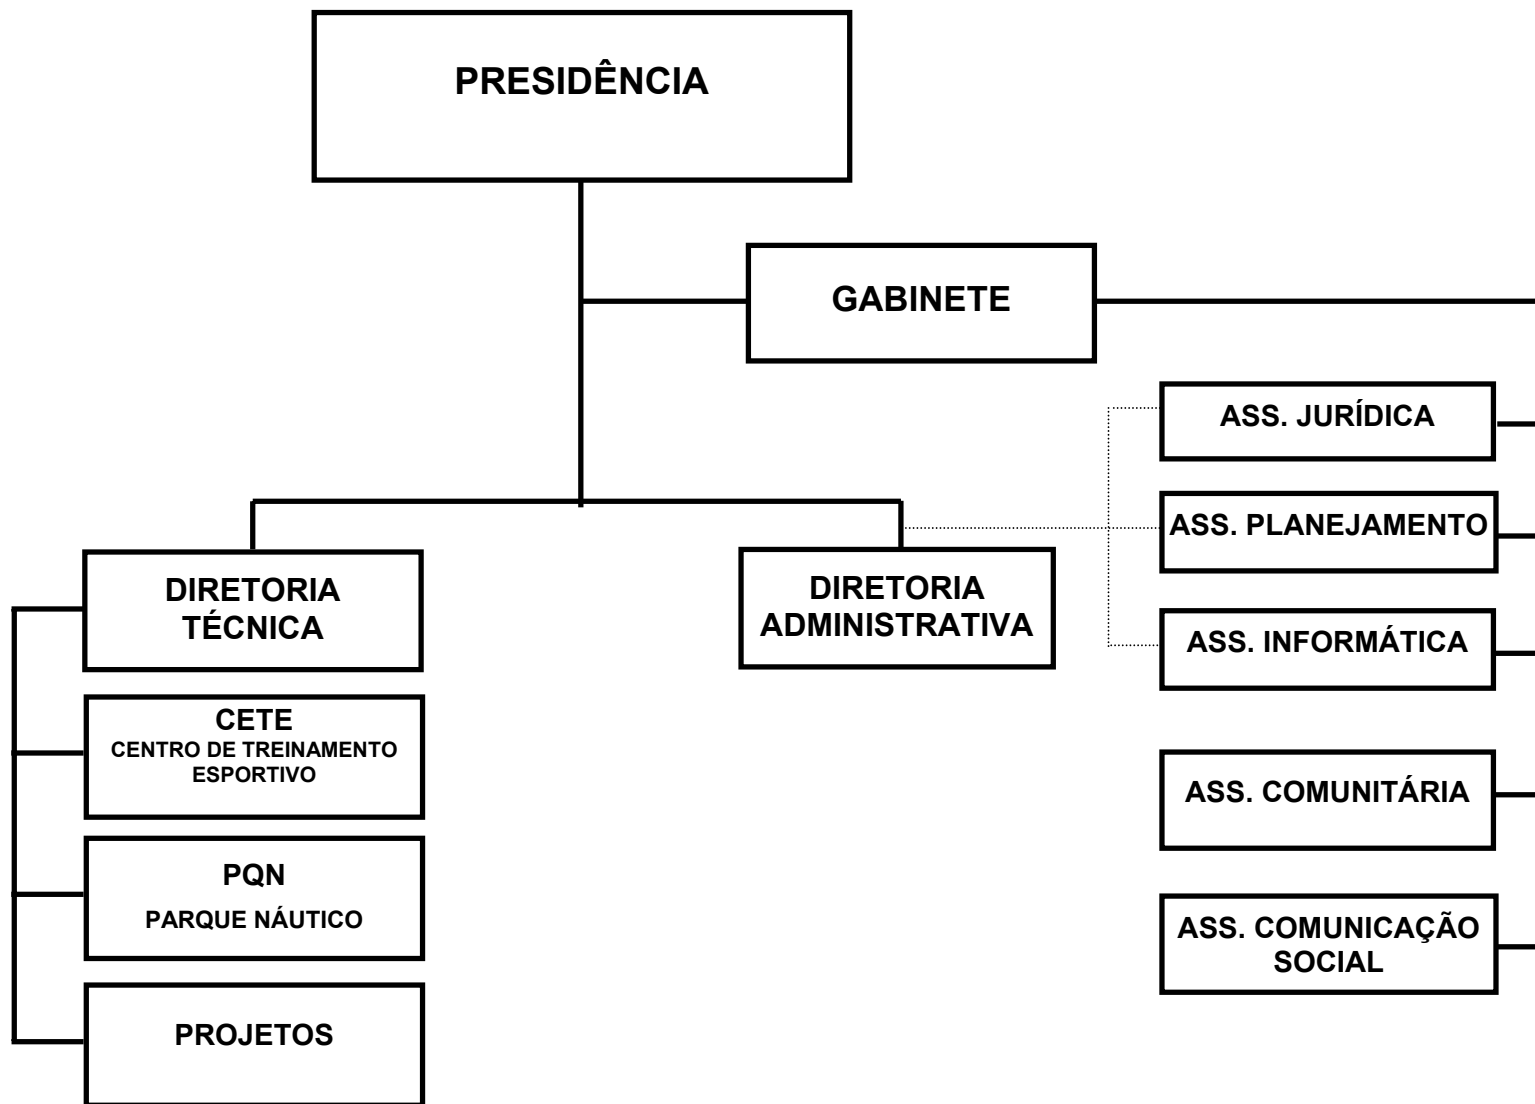 PRESIDÊNCIA
GABINETE
ASS. JURÍDICA
ASS. PLANEJAMENTO
DIRETORIA
TÉCNICA
DIRETORIA
ADMINISTRATIVA
ASS. INFORMÁTICA
CETE
CENTRO DE TREINAMENTO
ESPORTIVO
ASS. COMUNITÁRIA
PQN
PARQUE NÁUTICO
ASS. COMUNICAÇÃO
SOCIAL
PROJETOS